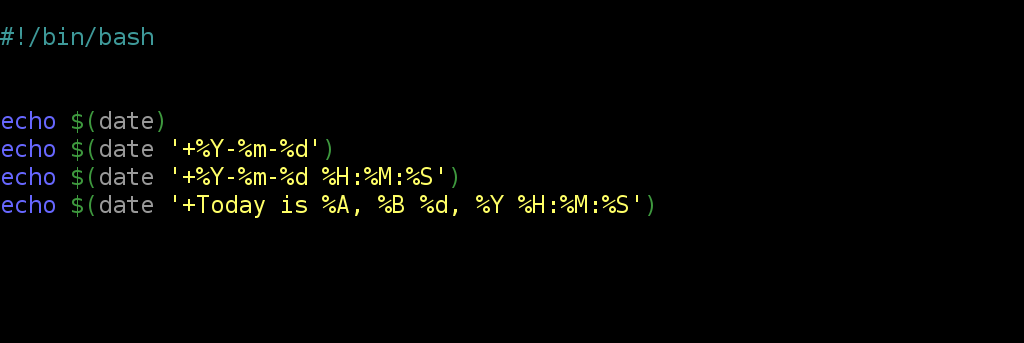 #!/bin/bash
echo $(date)
echo $(date '+%Y-%m-%d')
echo $(date '+%Y-%m-%d %H:%M:%S')
echo $(date '+Today is %A, %B %d, %Y %H:%M:%S')